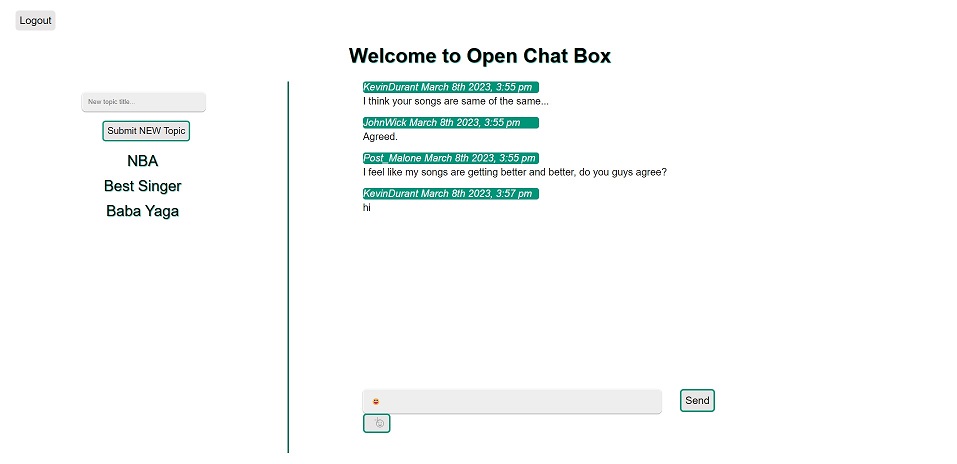 Logout
Welcome to Open Chat Box
New topic title...
Submit NEW Topic
NBA
Best Singer
Baba Yaga
KevinDurant March 8th 2023, 3:55 pm
I think your songs are same of the same...
JohnWick March 8th 2023, 3:55 pm
Agreed.
Post_Malone March 8th 2023, 3:55 pm
I feel like my songs are getting better and better, do you guys agree?
KevinDurant March 8th 2023, 3:57 pm
hi
Send